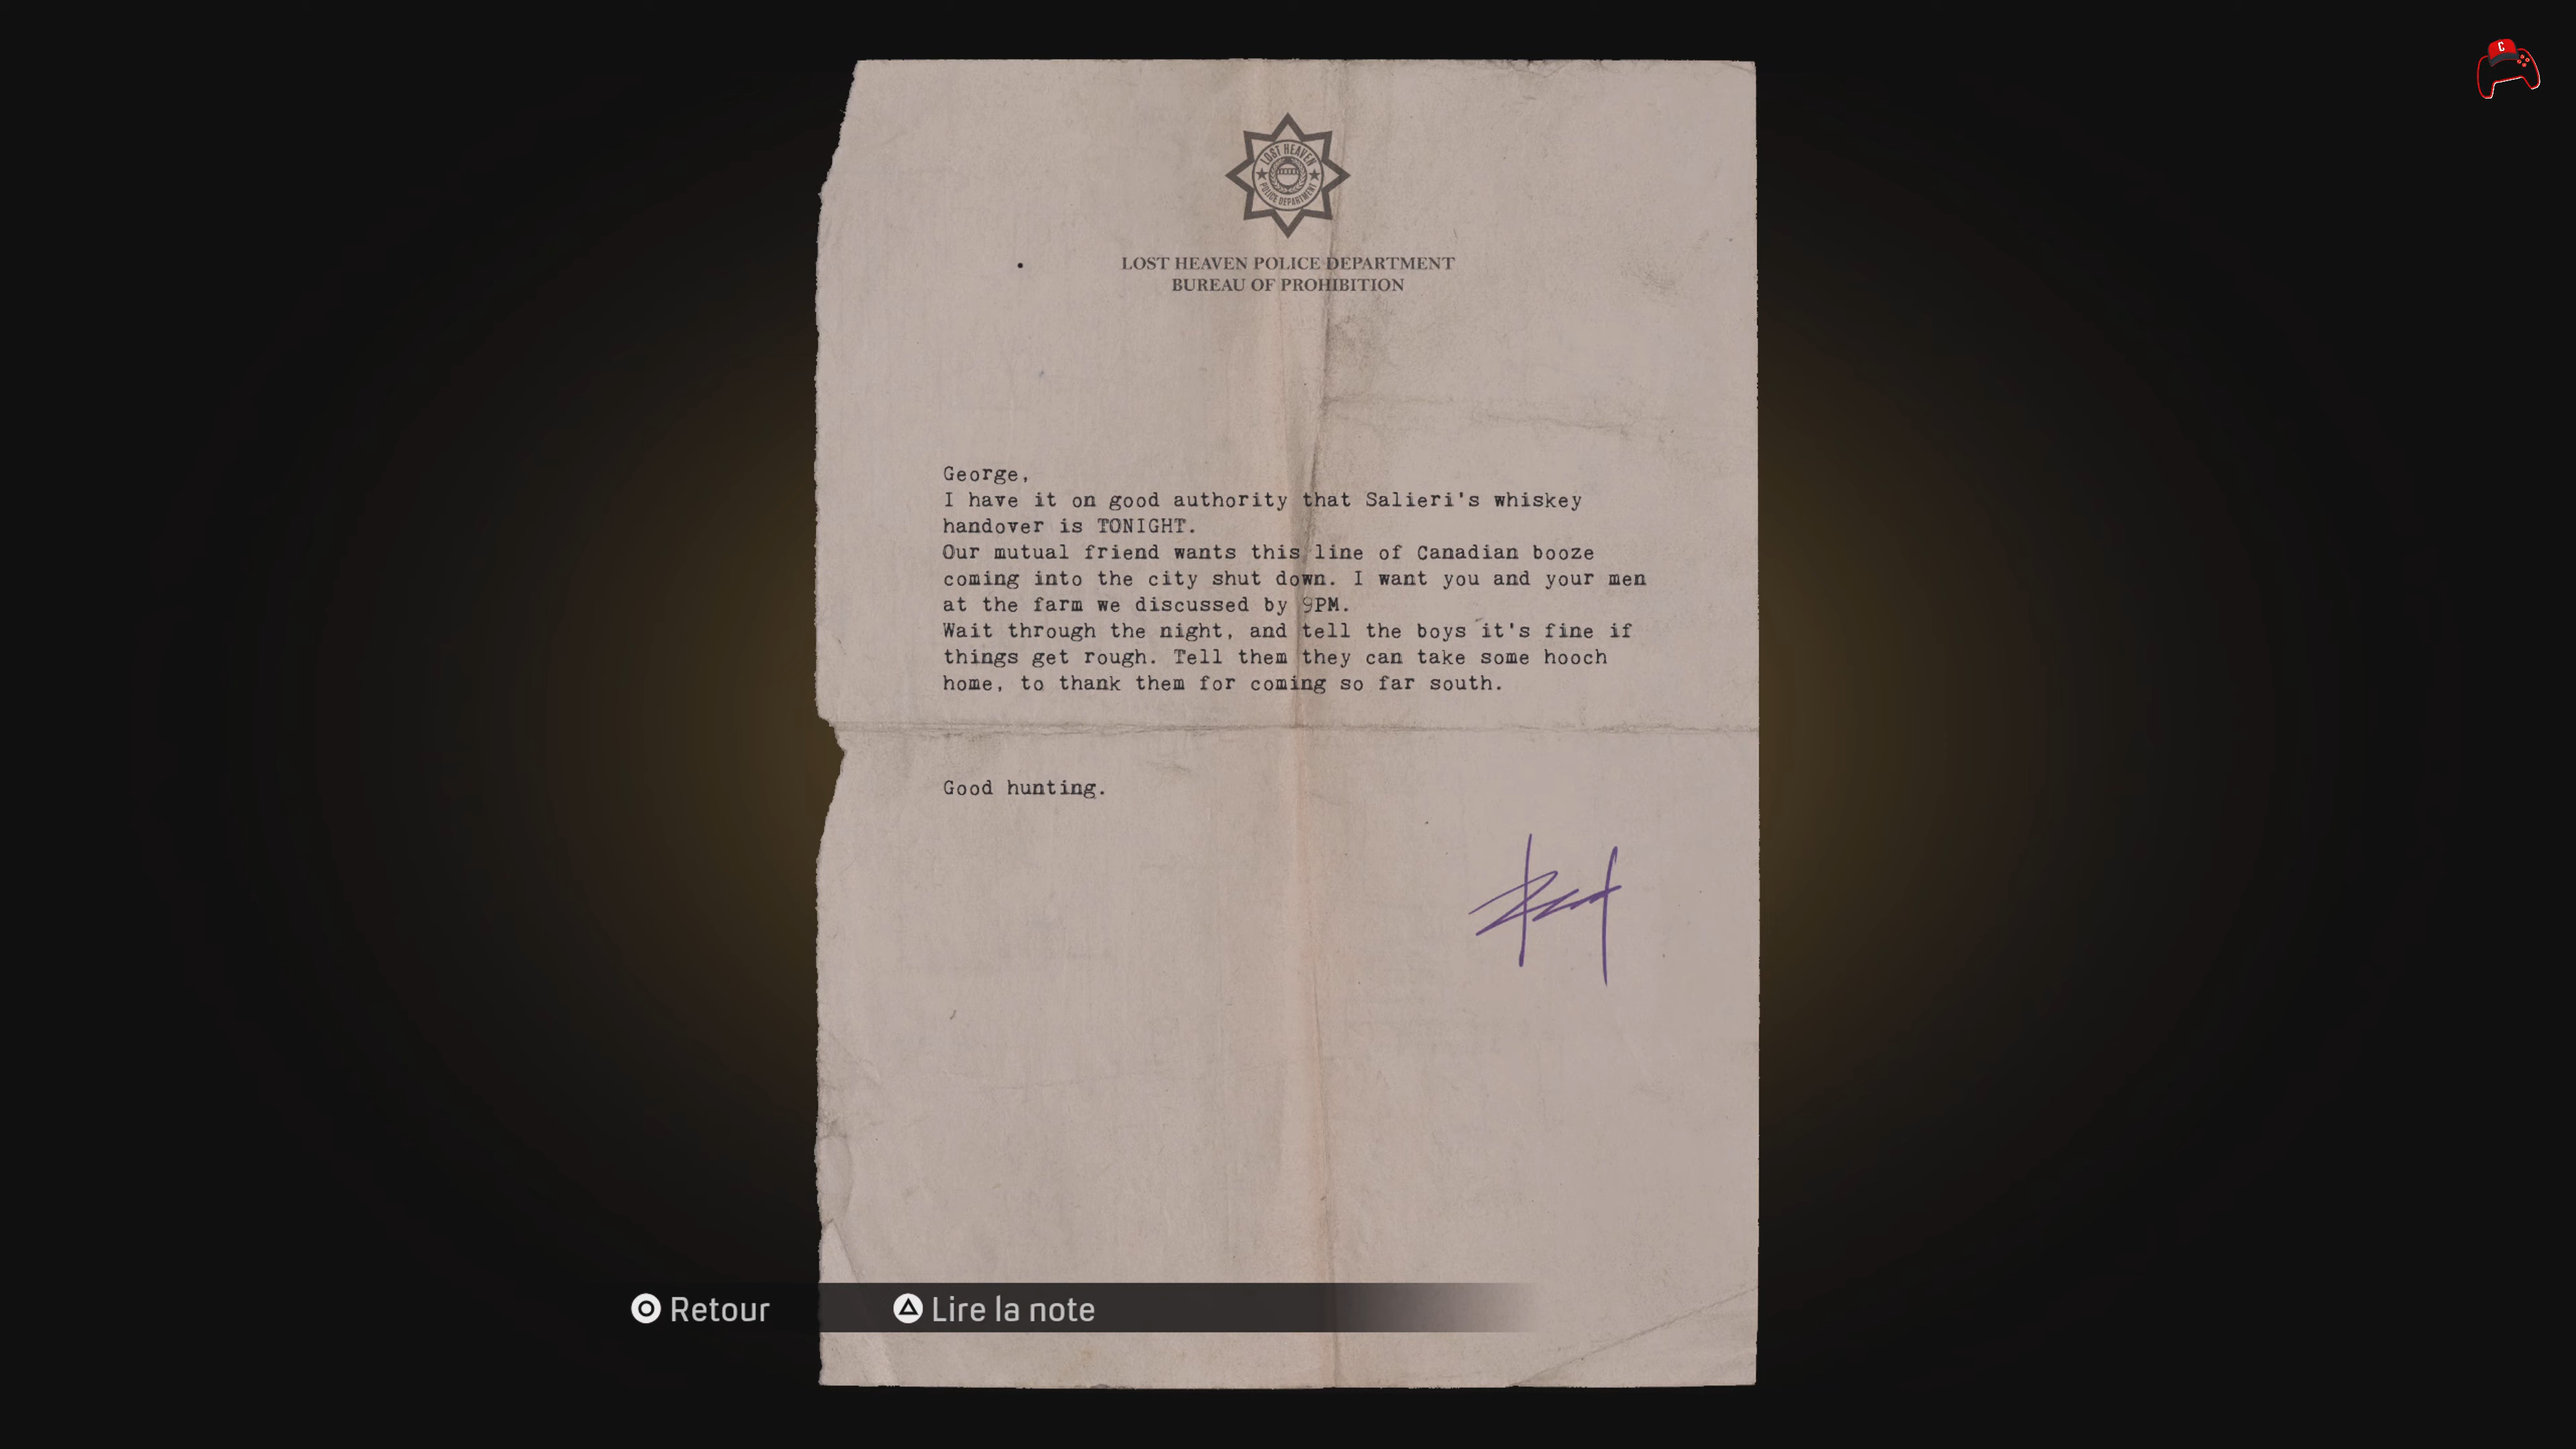 C
LOST HEAVEN
POLICE DEPARTMENT
LOST HEAVEN POLICE DEPARTMENT
BUREAU OF PROHIBITION
George,
I have it on good authority that Salieri's whiskey
handover is TONIGHT.
Our mutual friend wants this line of Canadian booze
coming into the city shut down. I want you and your men
at the farm we discussed by 9PM.
Wait through the night, and tell the boys it's fine if
things get rough. Tell them they can take some hooch
home, to thank them for coming so far south.
Good hunting.
Retour
Lire la note